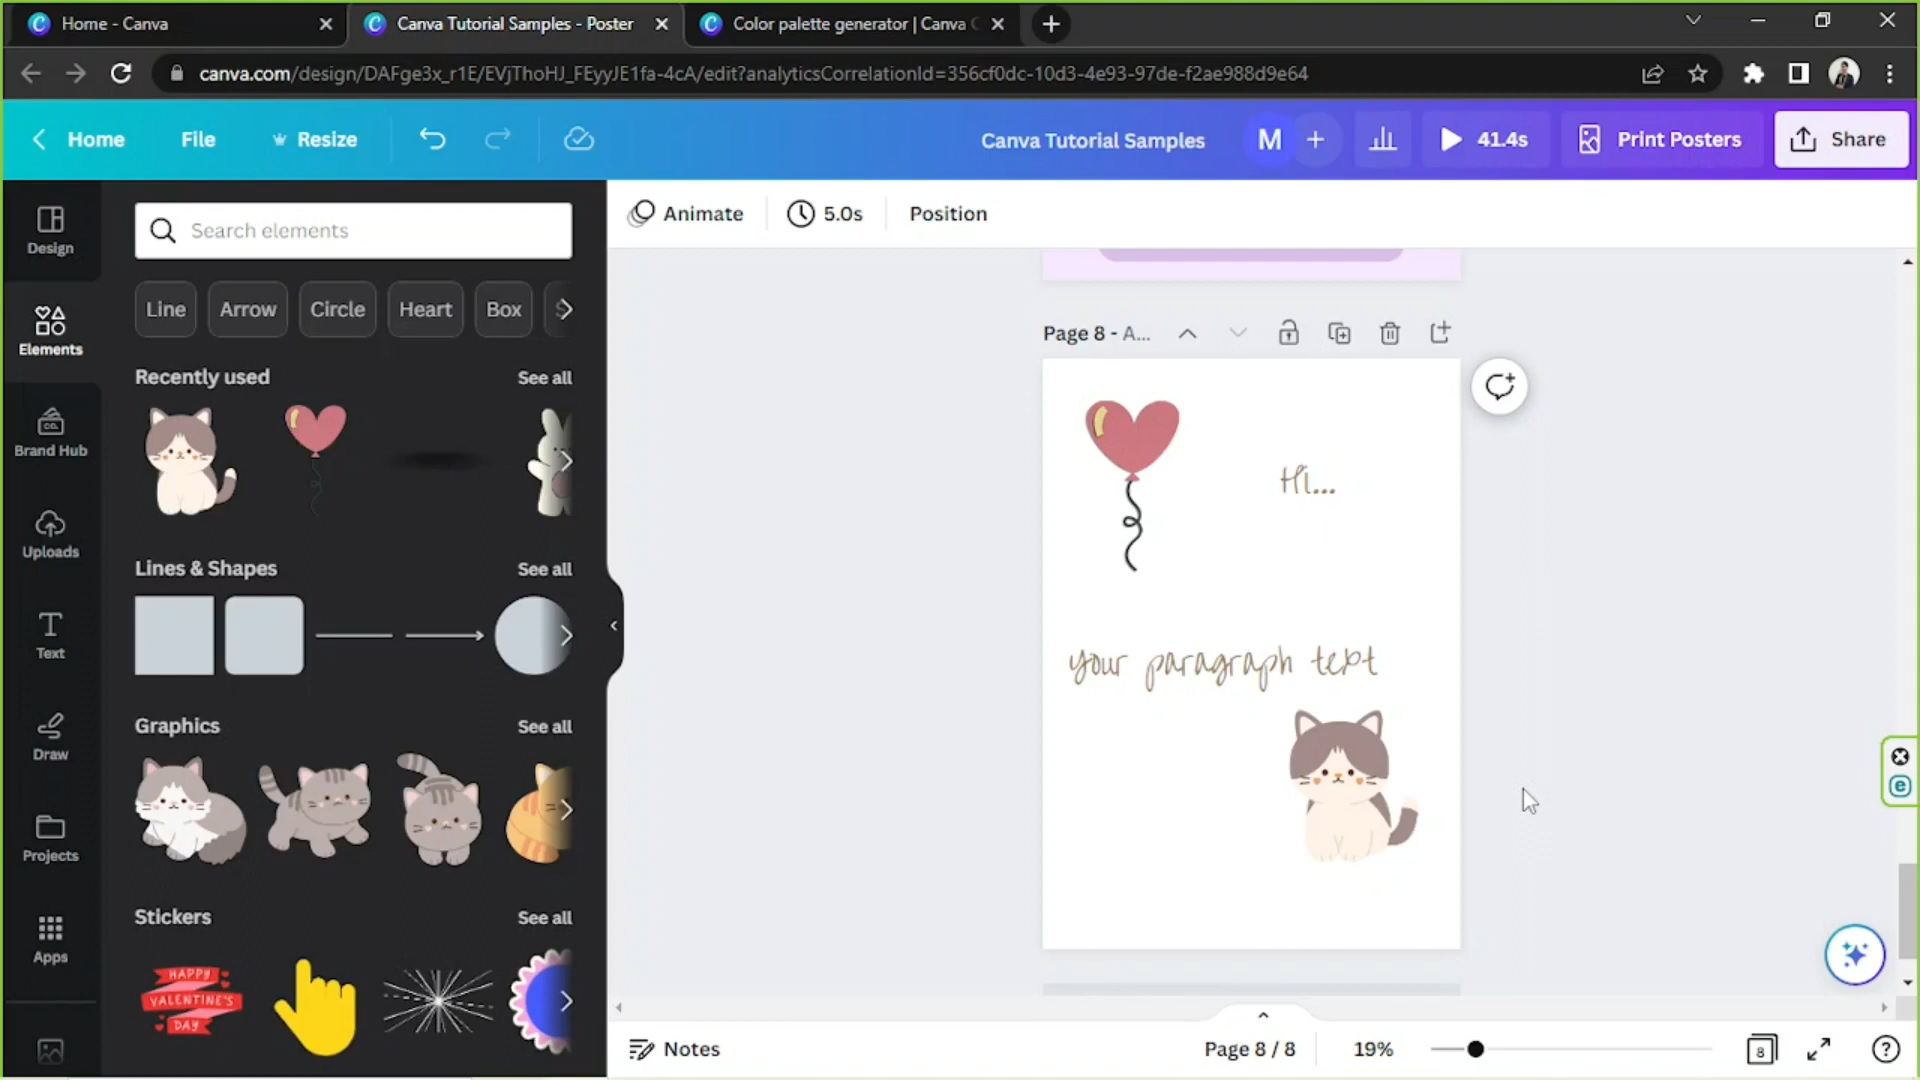 Home - Canva
Canva Tutorial Samples - Poster
Color palette generator | Canva
canva.com/design/DAFge3x_r1E/EVjThoHJ_FEyyJE1fa-4cA/edit?analyticsCorrelationId=356cf0dc-10d3-4e93-97de-f2ae988d9e64
Home
File
Resize
Canva Tutorial Samples
M
41.4s
Print Posters
Share
Animate
5.0s
Position
Design
Elements
Brand Hub
CO.
Uploads
Text
Draw
Projects
Apps
Search elements
Line
Arrow
Circle
Heart
Box
Recently used
See all
Lines & Shapes
See all
Graphics
See all
Stickers
See all
HAPPY
VALENTINE'S
DAY
Page 8 - A...
Hi...
your paragraph text
Notes
Page 8 / 8
19%
8